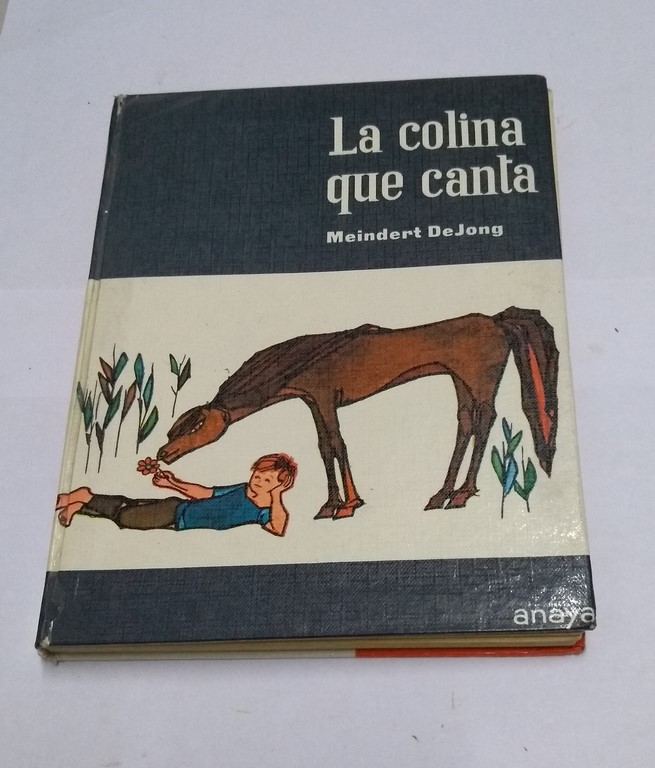 La colina
que canta
Meindert DeJong
anaya